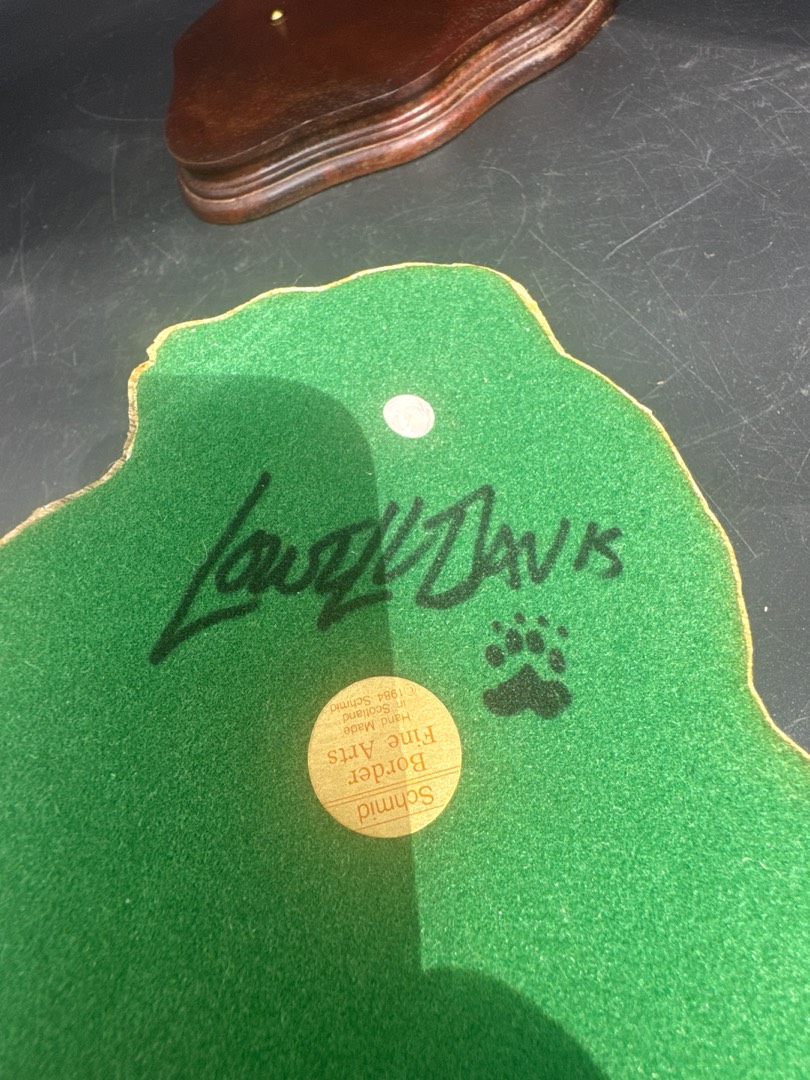 LOWELL DAVIS
Schmid
Border
Fine Arts
Hand Made
in Scotland
© 1984 Schmid